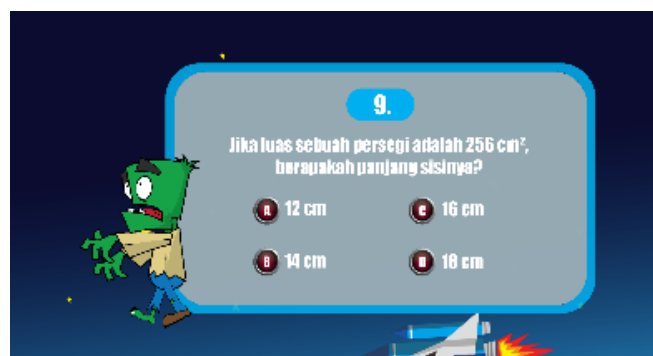 9.
Jika luas sebuah persegi adalah 256 cm²,
berapakah panjang sisinya?
A 12 cm
C 16 cm
B 14 cm
D 18 cm